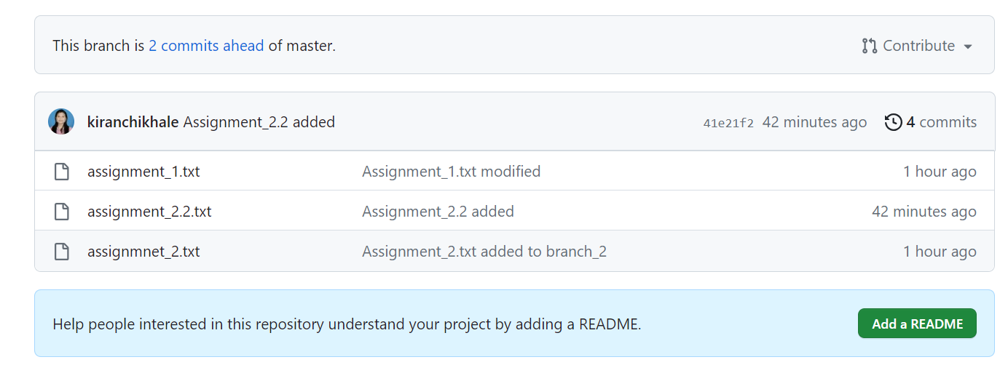 This branch is 2 commits ahead of master.
Contribute
kiranchikhale Assignment_2.2 added
41e21f2 42 minutes ago
4 commits
assignment_1.txt
Assignment_1.txt modified
1 hour ago
assignment_2.2.txt
Assignment_2.2 added
42 minutes ago
assignmnet_2.txt
Assignment_2.txt added to branch_2
1 hour ago
Help people interested in this repository understand your project by adding a README.
Add a README